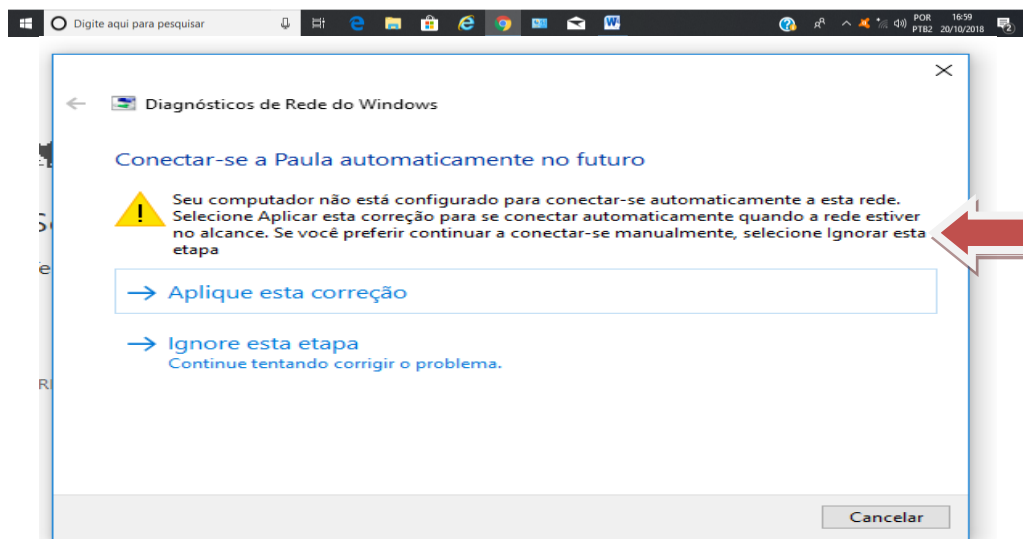 Digite aqui para pesquisar
POR 16:59
PTB2 20/10/2018
2
Diagnósticos de Rede do Windows
Conectar-se a Paula automaticamente no futuro
Seu computador não está configurado para conectar-se automaticamente a esta rede.
Selecione Aplicar esta correção para se conectar automaticamente quando a rede estiver
no alcance. Se você preferir continuar a conectar-se manualmente, selecione Ignorar esta
etapa
Aplique esta correção
Ignore esta etapa
Continue tentando corrigir o problema.
Cancelar